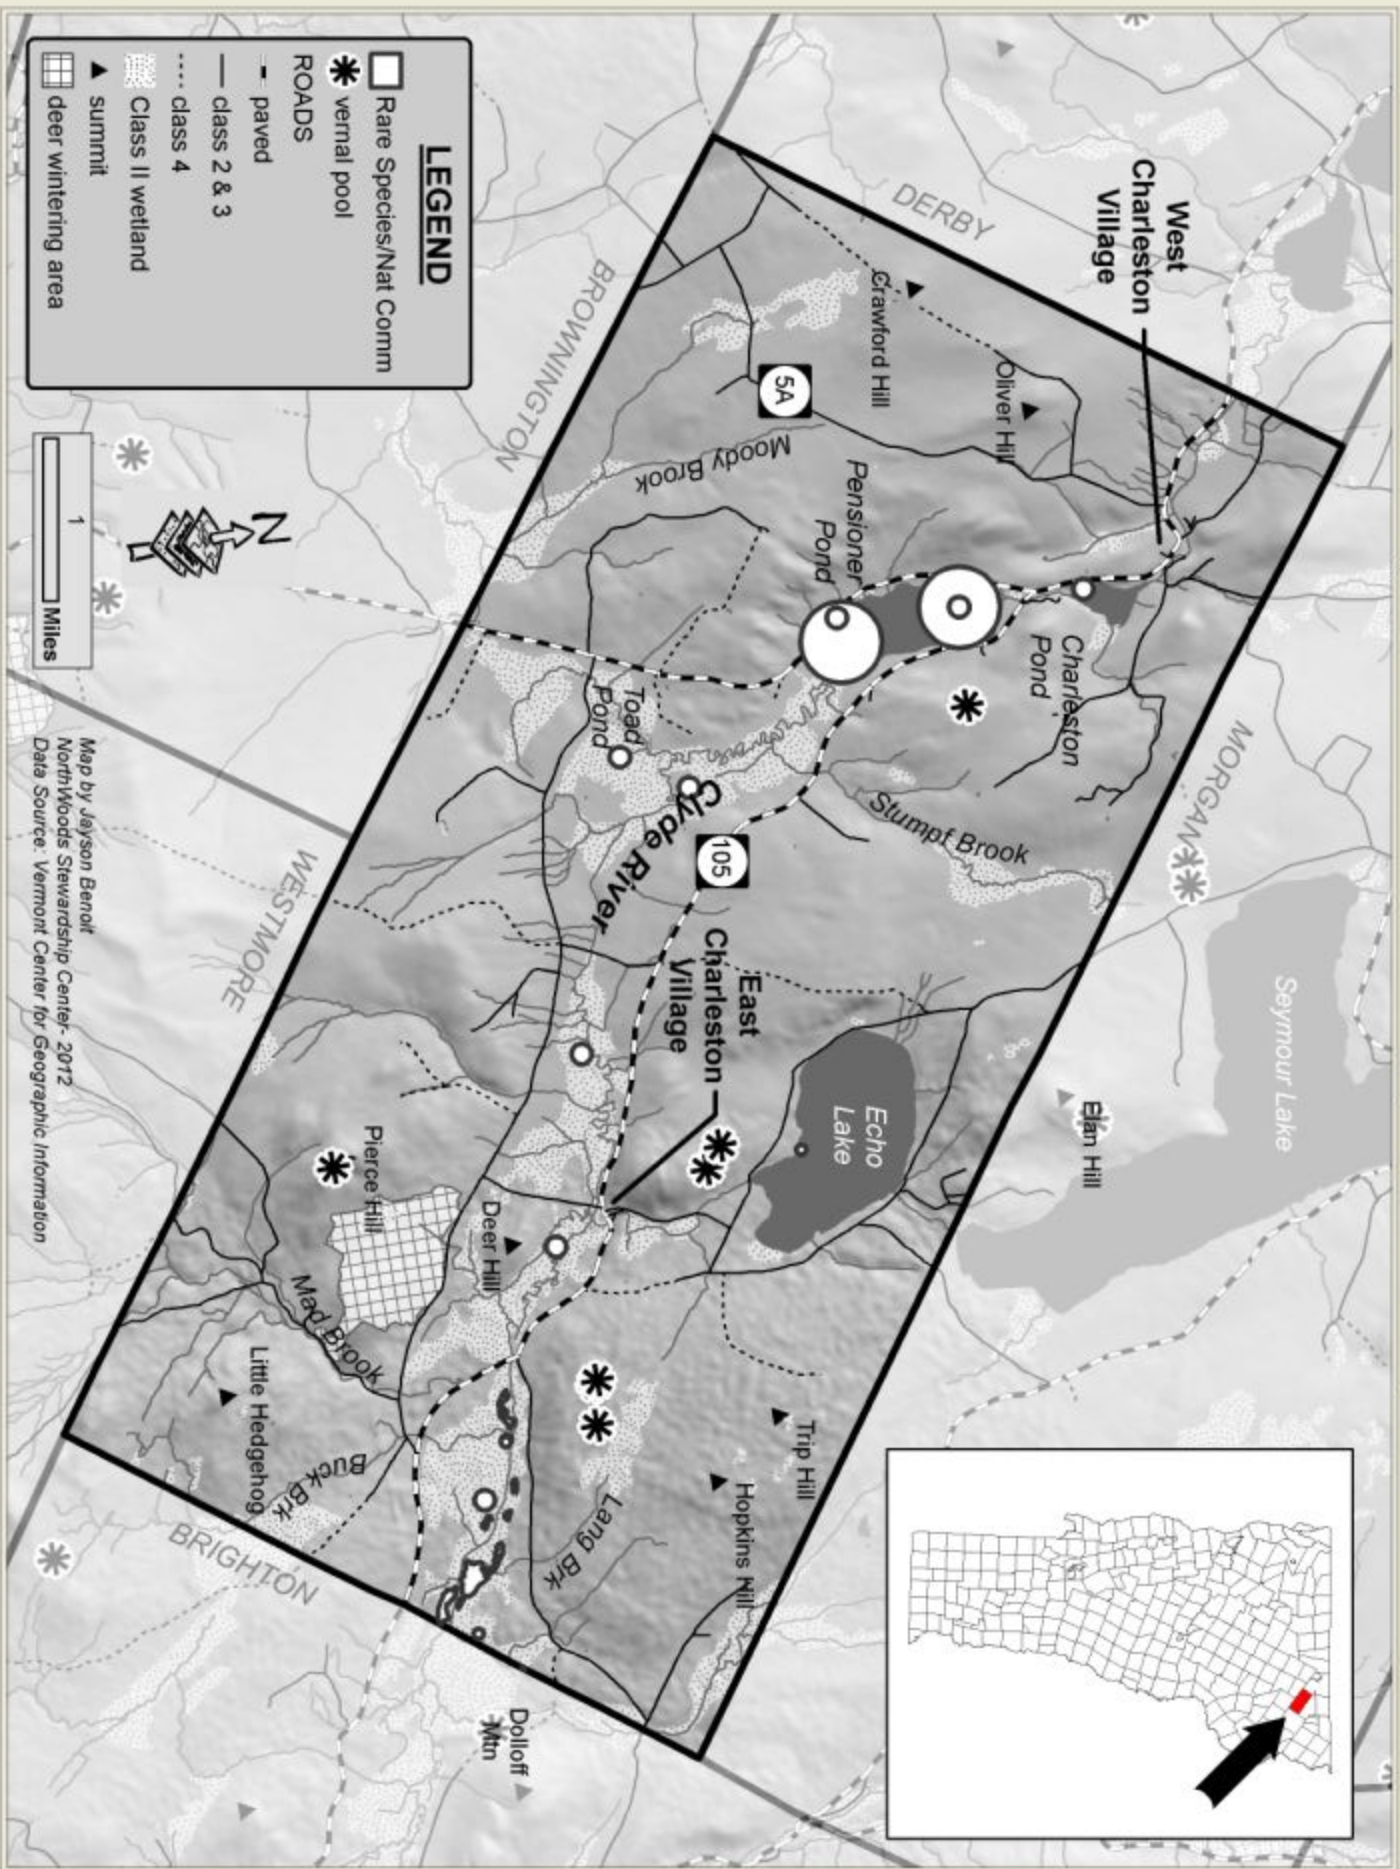 LEGEND
Rare Species/Nat Comm
vernal pool
ROADS
paved
class 2 & 3
class 4
Class II wetland
summit
deer wintering area
1
Miles
N
Map by Jayson Benoit
NorthWoods Stewardship Center- 2012
Data Source: Vermont Center for Geographic Information
West
Charleston
Village
DERBY
BROWNINGTON
MORGAN
WESTMORE
BRIGHTON
Crawford Hill
Oliver Hill
5A
Moody Brook
Pensioner
Pond
Charleston
Pond
Toad
Pond
Clyde River
105
Stumpf Brook
East
Charleston
Village
Echo
Lake
Seymour Lake
Elan Hill
Pierce Hill
Deer Hill
Mad Brook
Little Hedgehog
Buck Brk
Lang Brk
Trip Hill
Hopkins Hill
Dolloff
Mtn